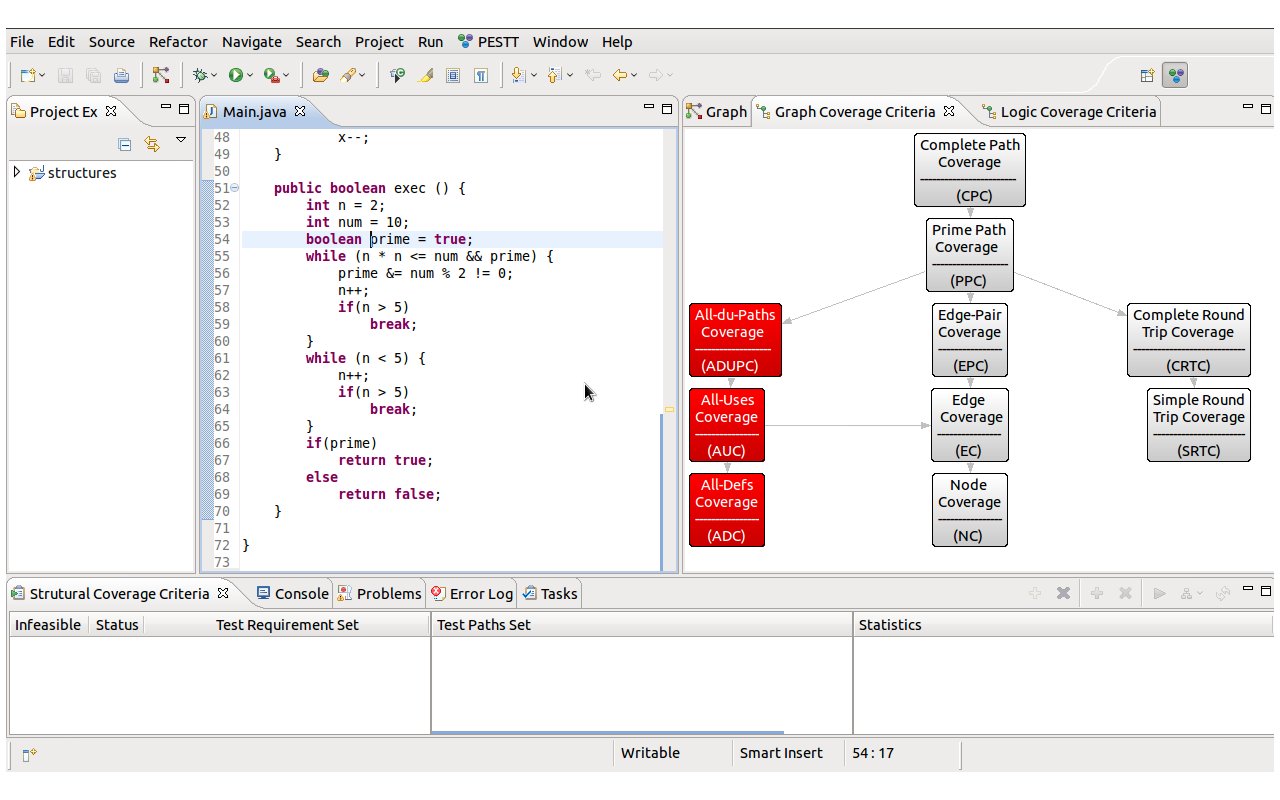 File Edit Source Refactor Navigate Search Project Run PESTT Window Help
Project Ex
structures
Main.java
48 x--;
49 }
50
51 public boolean exec () {
52 int n = 2;
53 int num = 10;
54 boolean prime = true;
55 while (n * n <= num && prime) {
56 prime &= num % 2 != 0;
57 n++;
58 if(n > 5)
59 break;
60 }
61 while (n < 5) {
62 n++;
63 if(n > 5)
64 break;
65 }
66 if(prime)
67 return true;
68 else
69 return false;
70 }
71
72 }
73
Graph Graph Coverage Criteria Logic Coverage Criteria
Complete Path
Coverage
(CPC)
Prime Path
Coverage
(PPC)
All-du-Paths
Coverage
(ADUPC)
Edge-Pair
Coverage
(EPC)
Complete Round
Trip Coverage
(CRTC)
All-Uses
Coverage
(AUC)
Edge
Coverage
(EC)
Simple Round
Trip Coverage
(SRTC)
All-Defs
Coverage
(ADC)
Node
Coverage
(NC)
Strutural Coverage Criteria Console Problems Error Log Tasks
Infeasible Status Test Requirement Set Test Paths Set Statistics
Writable Smart Insert 54 : 17